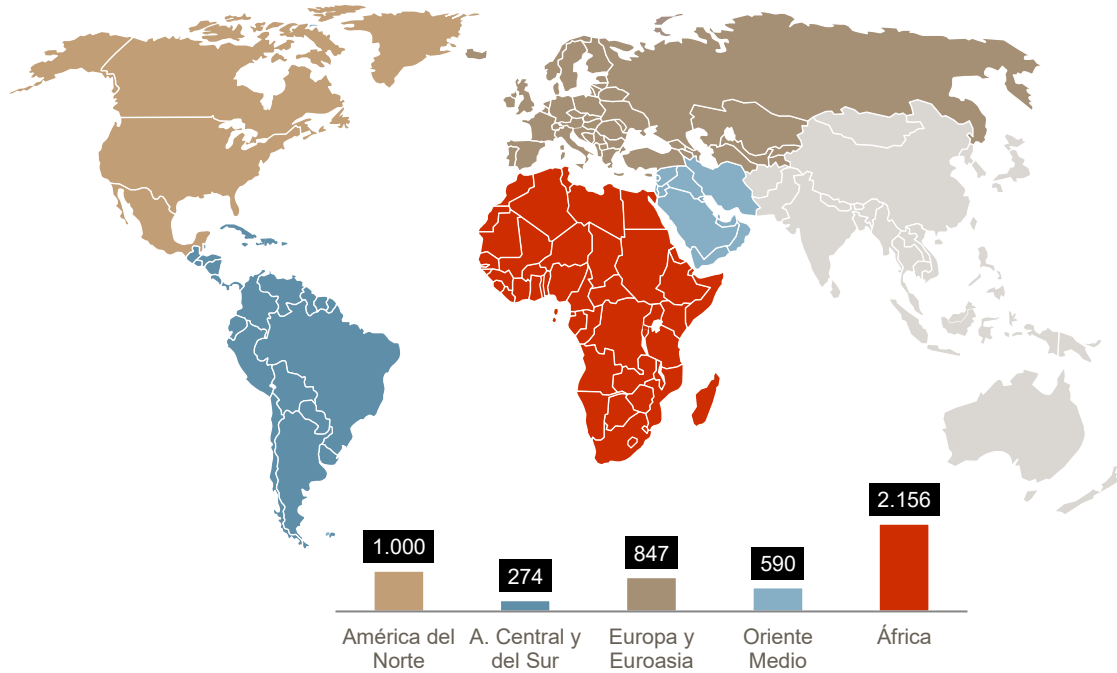 2.156
1.000
847
590
274
América del
Norte
A. Central y
del Sur
Europa y
Euroasia
Oriente
Medio
África